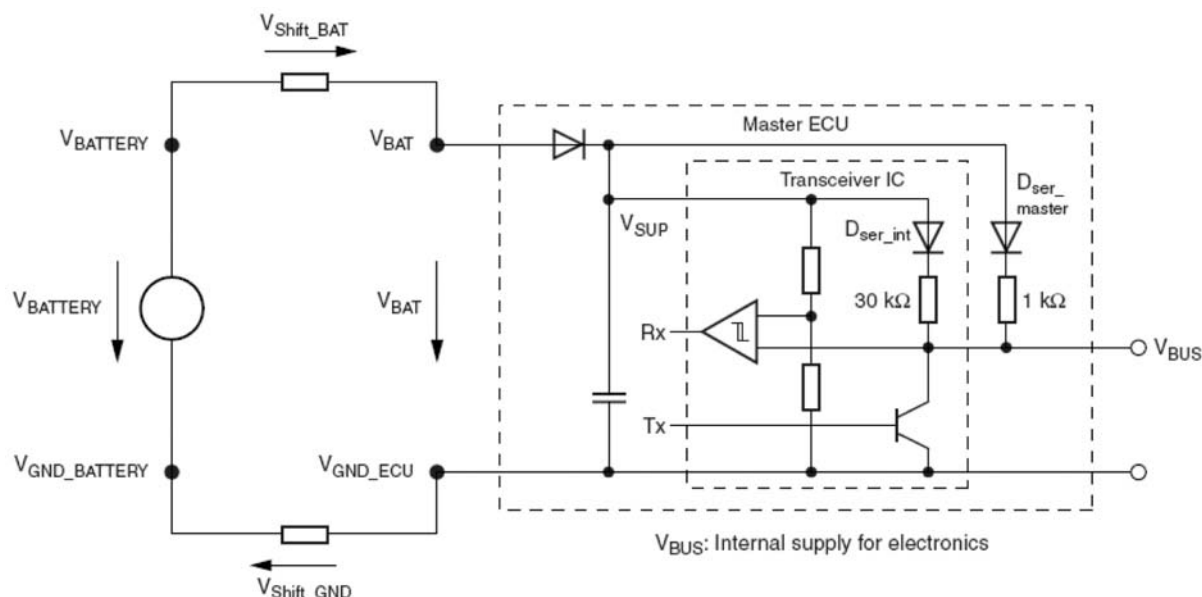 V_Shift_BAT
V_BATTERY
V_BAT
Master ECU
Transceiver IC
D_ser_
master
V_SUP
D_ser_int
V_BATTERY
V_BAT
30 kΩ
1 kΩ
Rx
V_BUS
Tx
V_GND_BATTERY
V_GND_ECU
V_BUS: Internal supply for electronics
V_Shift_GND